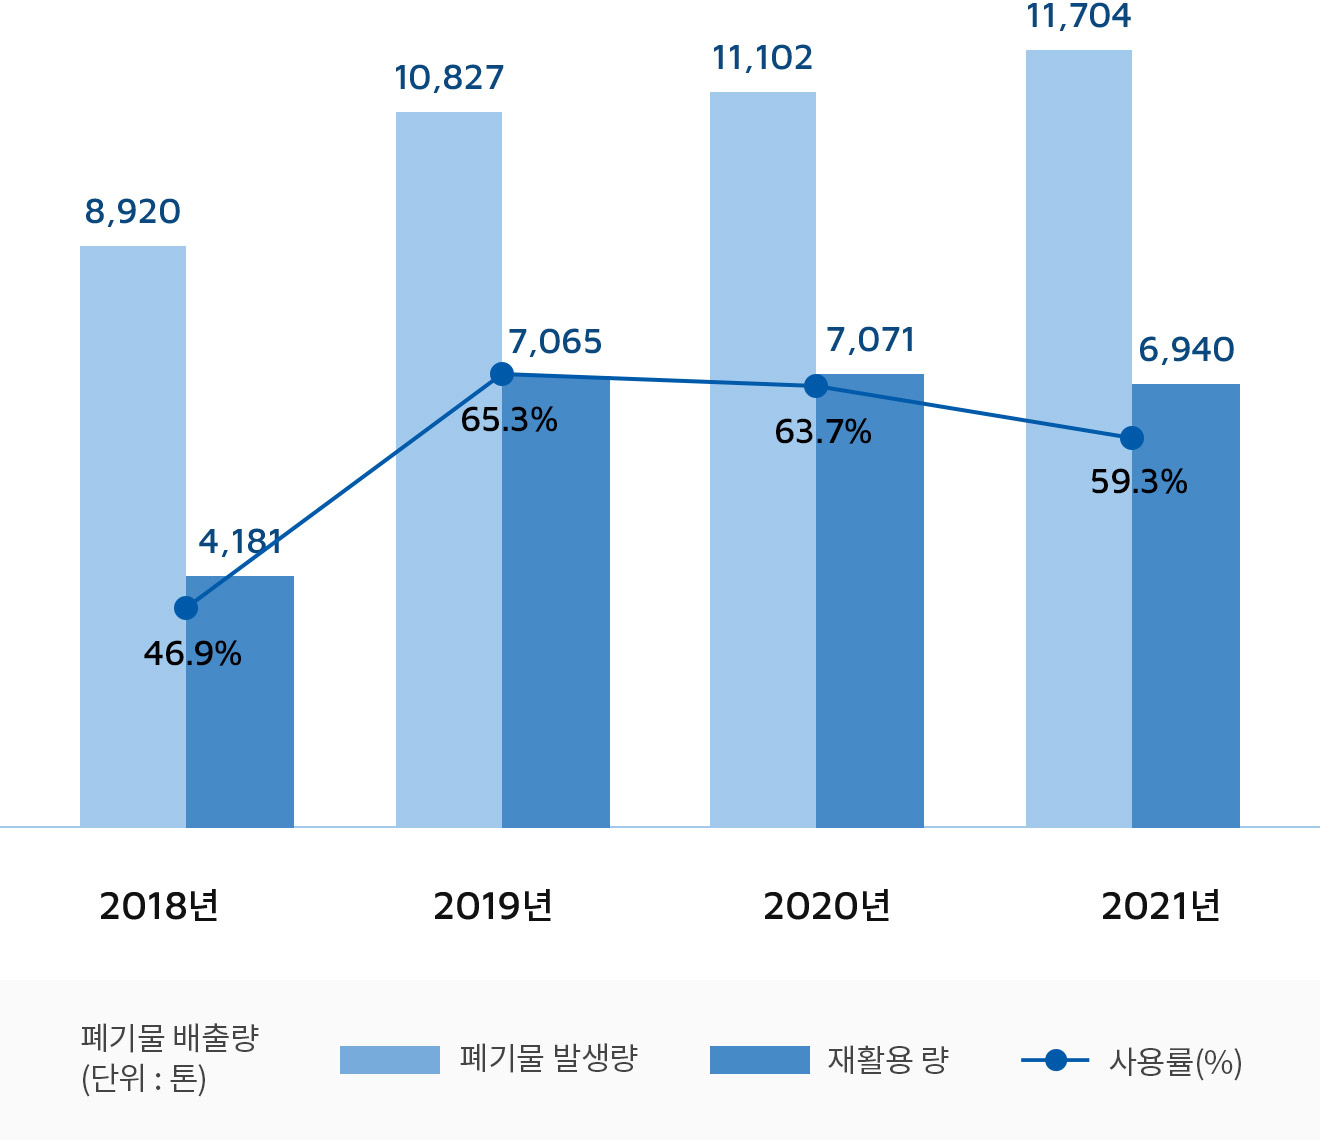 11,704
11,102
10,827
8,920
7,065
7,071
6,940
65.3%
63.7%
59.3%
4,181
46.9%
2018년
2019년
2020년
2021년
폐기물 배출량
(단위 : 톤)
폐기물 발생량
재활용 량
사용률(%)